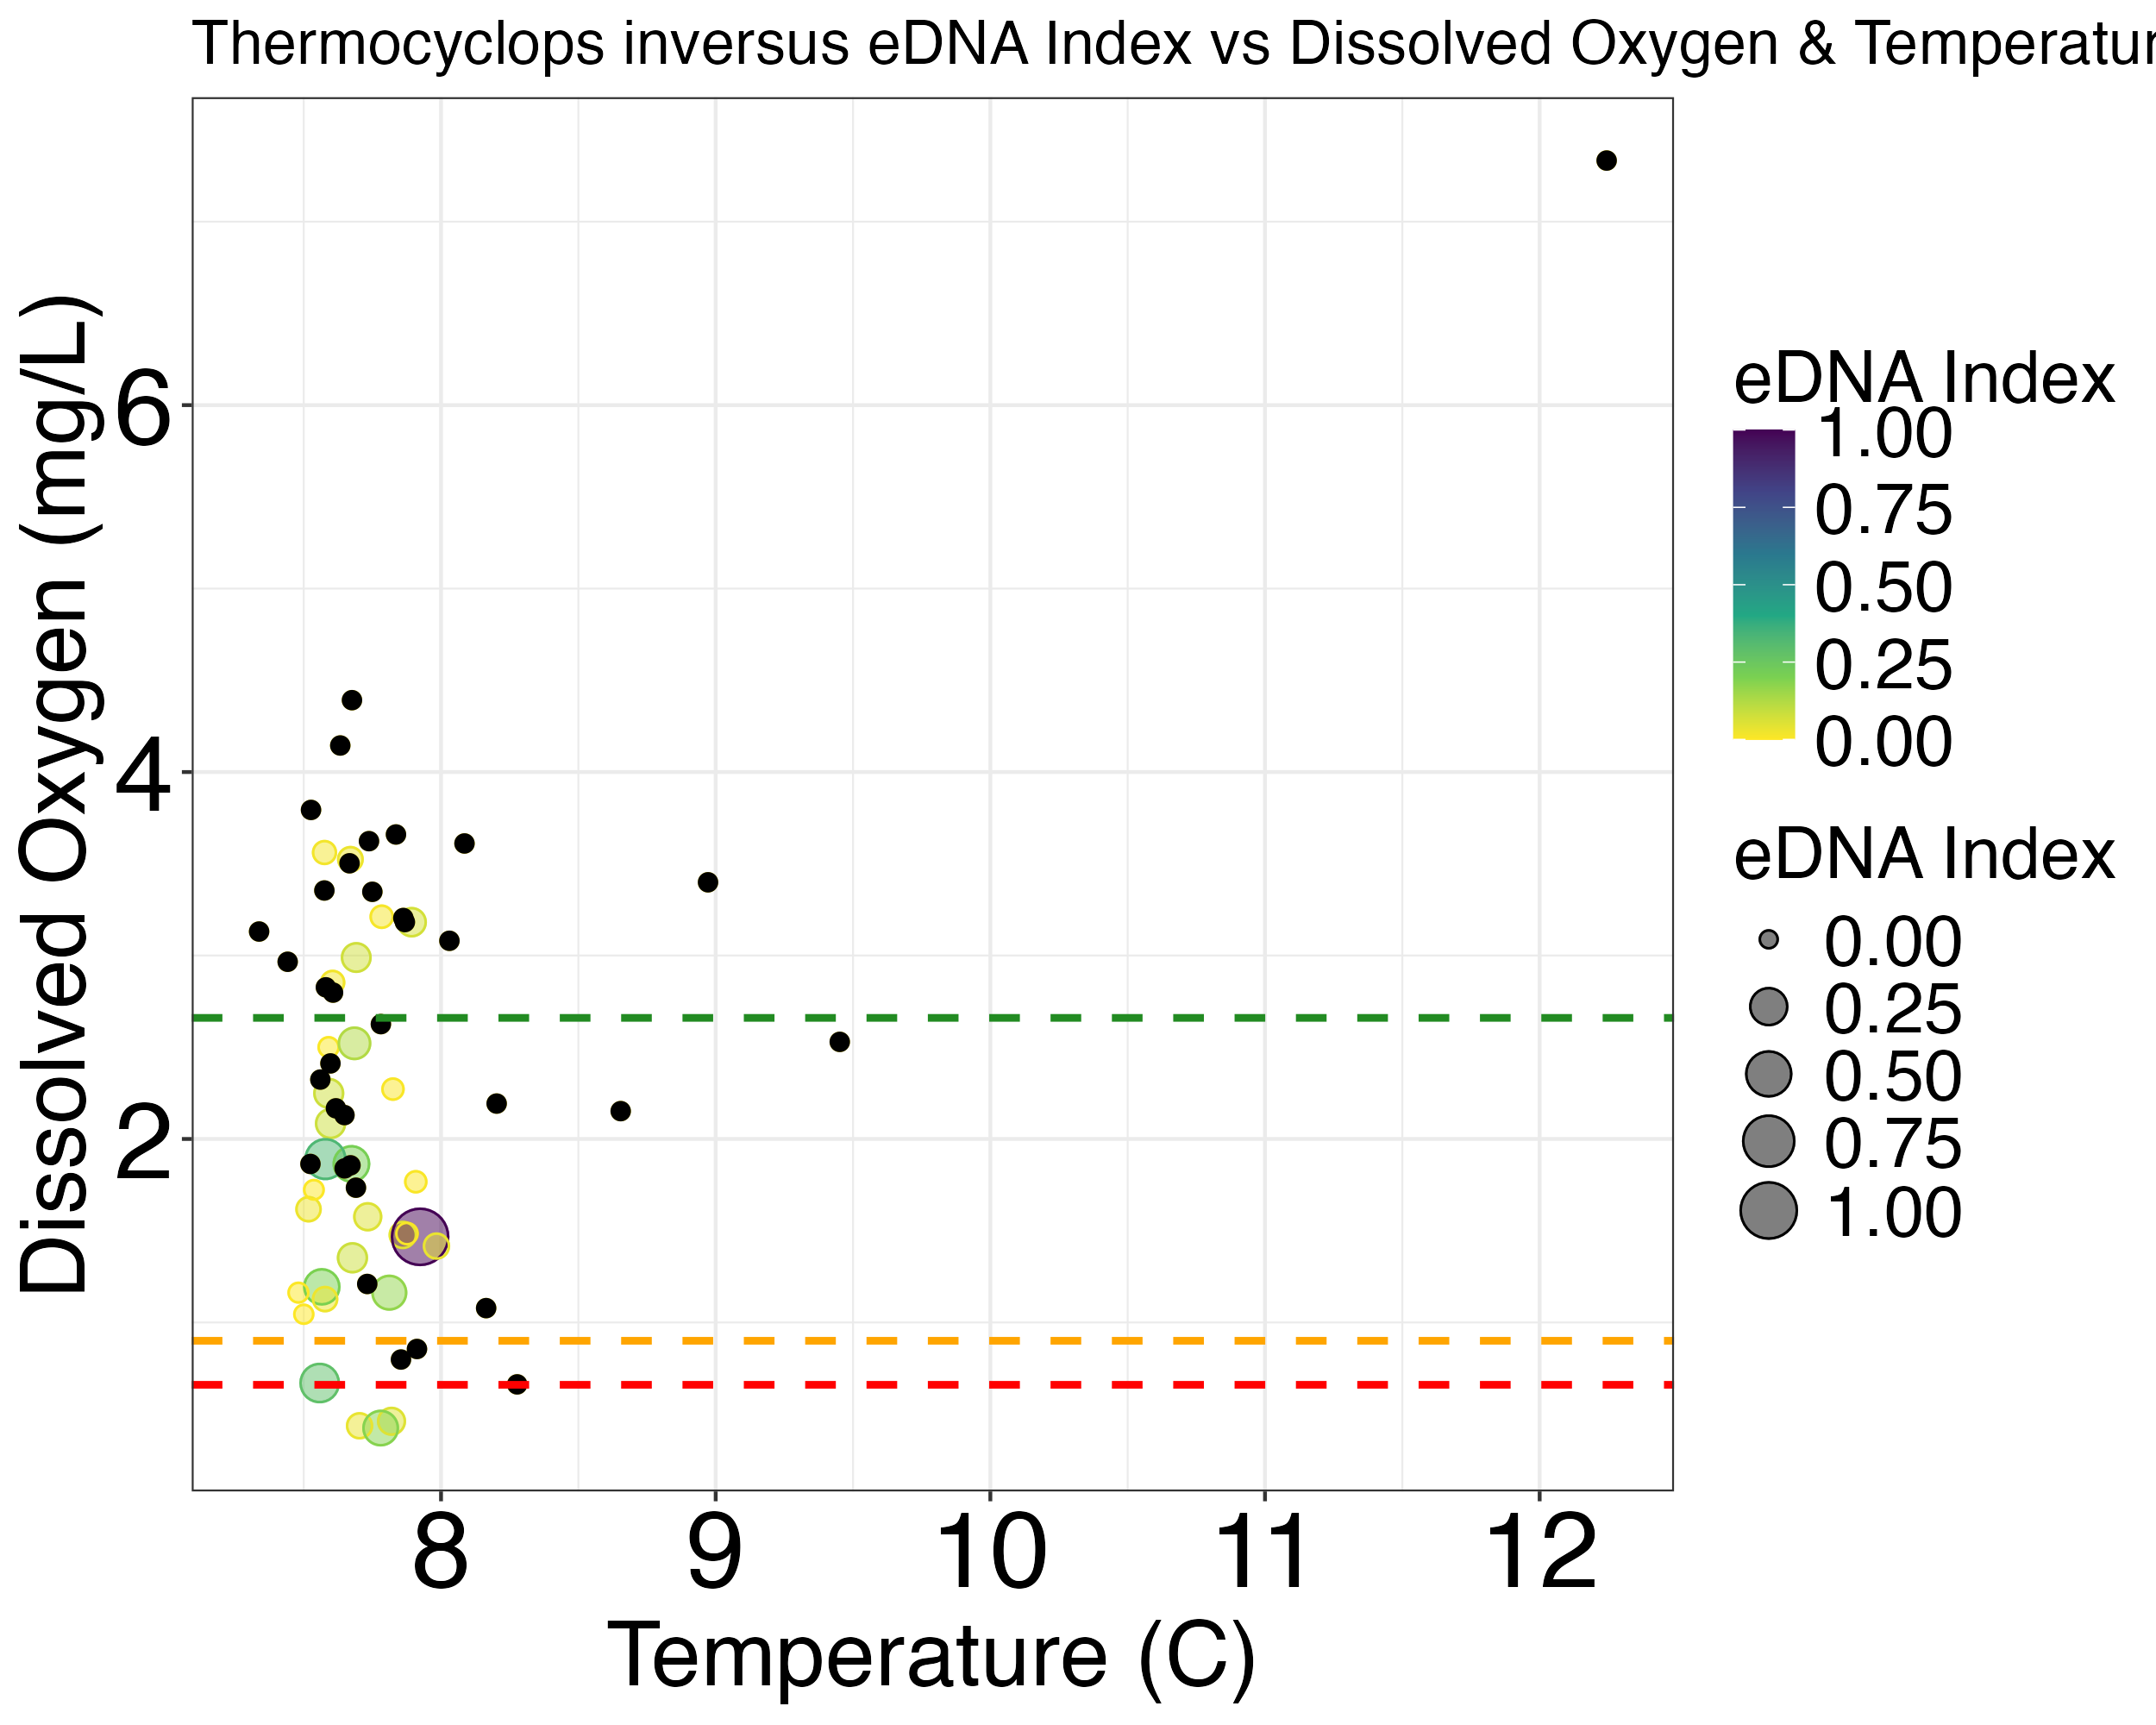 Thermocyclops inversus eDNA Index vs Dissolved Oxygen & Temperatur
Dissolved Oxygen (mg/L)
6
4
2
8 9 10 11 12
Temperature (C)
eDNA Index
1.00
0.75
0.50
0.25
0.00
eDNA Index
0.00
0.25
0.50
0.75
1.00